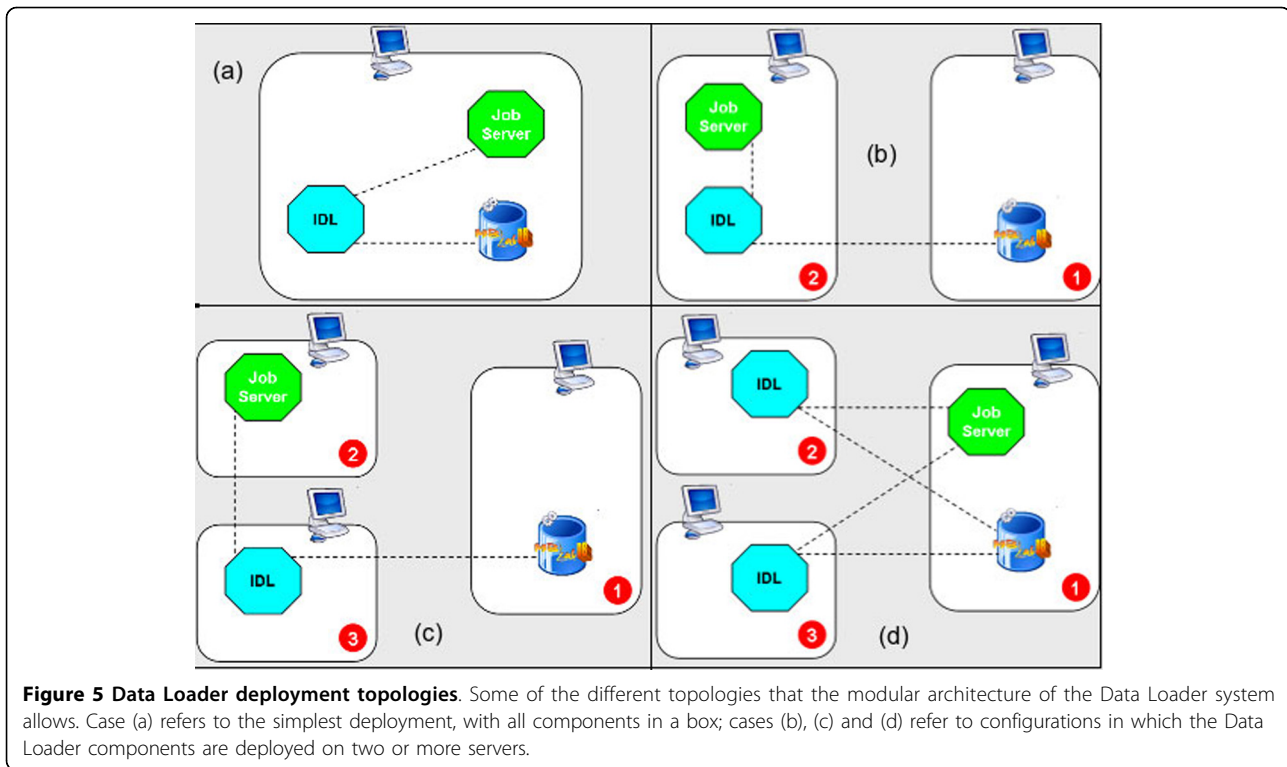 (a)
Job
Server
IDL
Job
Server
(b)
IDL
2
1
Job
Server
2
IDL
1
3
(c)
IDL
Job
Server
2
IDL
1
3
(d)
Figure 5 Data Loader deployment topologies. Some of the different topologies that the modular architecture of the Data Loader system
allows. Case (a) refers to the simplest deployment, with all components in a box; cases (b), (c) and (d) refer to configurations in which the Data
Loader components are deployed on two or more servers.